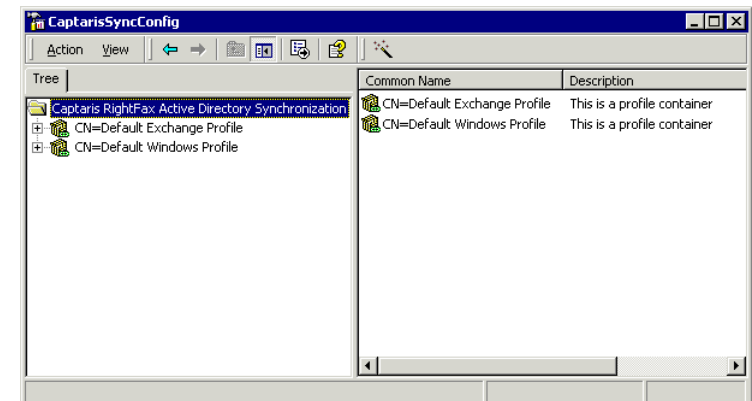 CaptarisSyncConfig
Action View
Tree
Captaris RightFax Active Directory Synchronization
CN=Default Exchange Profile
CN=Default Windows Profile
Common Name Description
CN=Default Exchange Profile This is a profile container
CN=Default Windows Profile This is a profile container